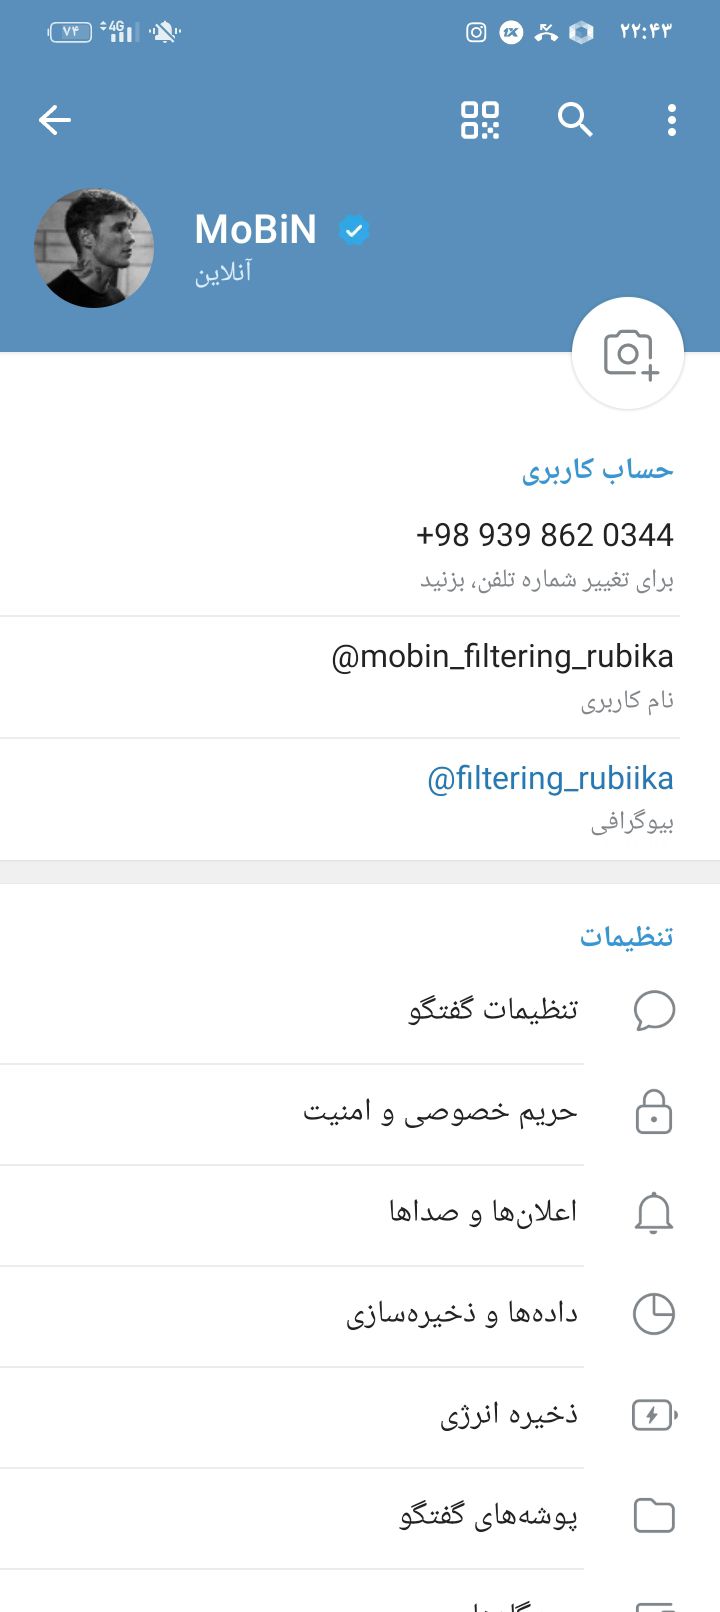 ۲۲:۴۳
4G
۷۴
1X
MoBiN
آنلاین
حساب کاربری
+98 939 862 0344
برای تغییر شماره تلفن، بزنید
@mobin_filtering_rubika
نام کاربری
@filtering_rubiika
بیوگرافی
تنظیمات
تنظیمات گفتگو
حریم خصوصی و امنیت
اعلان‌ها و صداها
داده‌ها و ذخیره‌سازی
ذخیره انرژی
پوشه‌های گفتگو